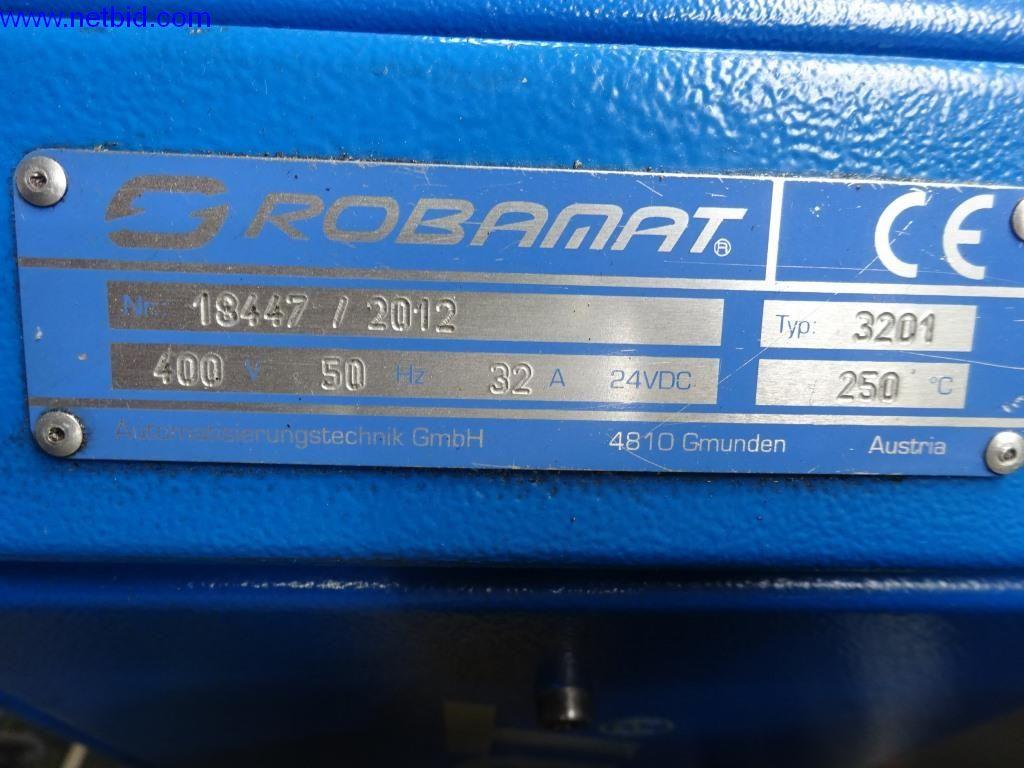 www.netbid.com
ROBAMAT ® CE
Nr. 18447 / 2012 Typ: 3201
400 V 50 Hz 32 A 24VDC 250 °C
Automatisierungstechnik GmbH 4810 Gmunden Austria